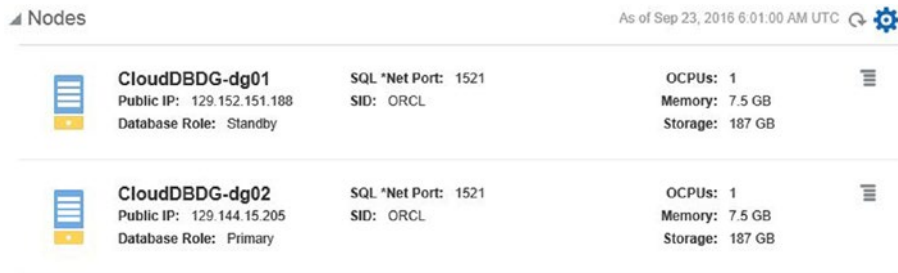 Nodes As of Sep 23, 2016 6:01:00 AM UTC
CloudDBDG-dg01 SQL *Net Port: 1521 OCPUs: 1
Public IP: 129.152.151.188 SID: ORCL Memory: 7.5 GB
Database Role: Standby Storage: 187 GB
CloudDBDG-dg02 SQL *Net Port: 1521 OCPUs: 1
Public IP: 129.144.15.205 SID: ORCL Memory: 7.5 GB
Database Role: Primary Storage: 187 GB